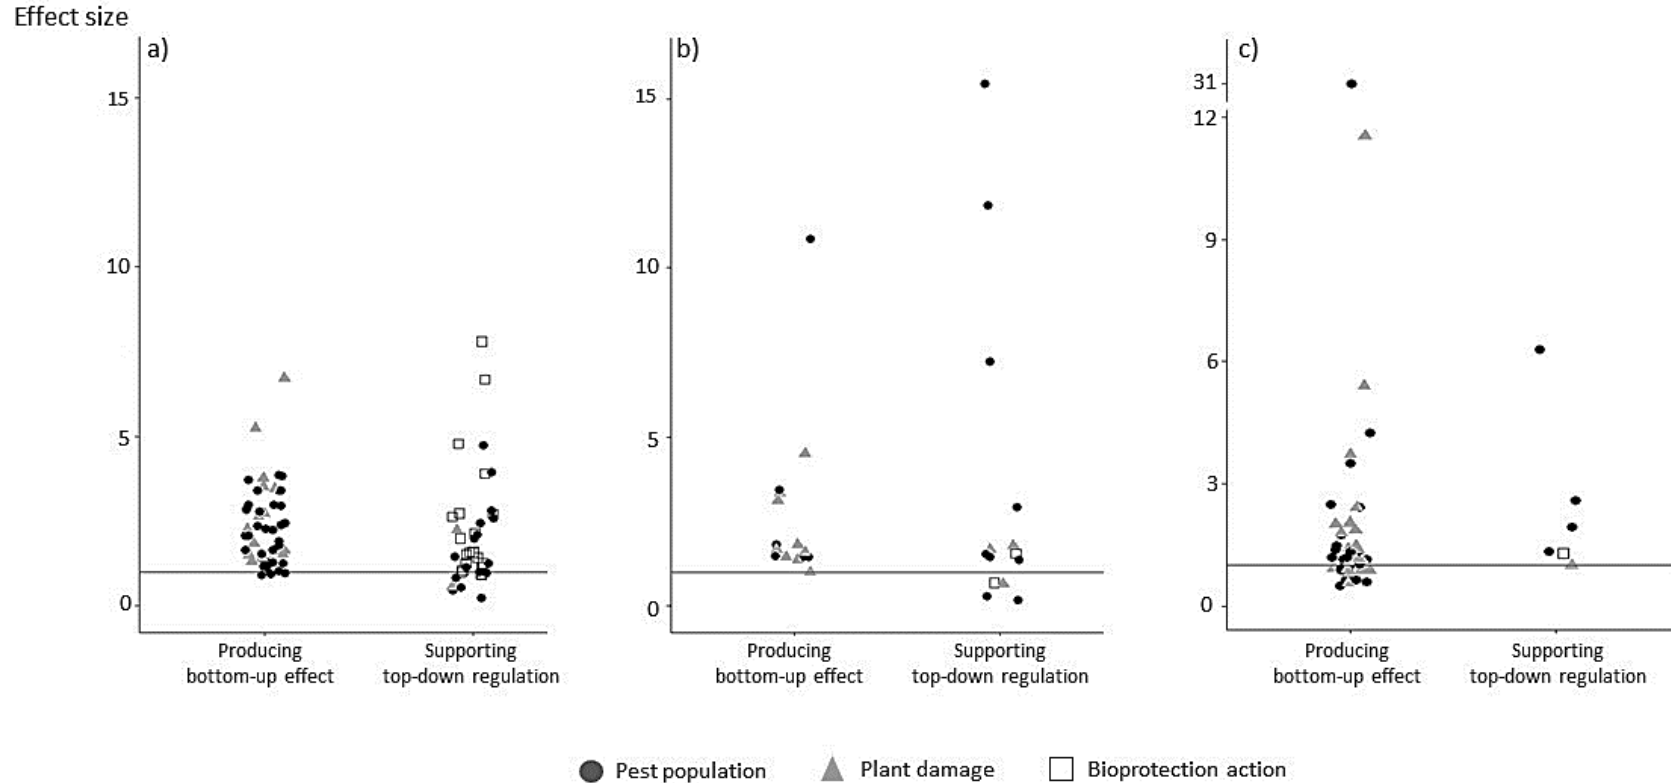 Effect size
a)
15
10
5
0
Producing
bottom-up effect
Supporting
top-down regulation
b)
15
10
5
0
Producing
bottom-up effect
Supporting
top-down regulation
c)
31
12
9
6
3
0
Producing
bottom-up effect
Supporting
top-down regulation
Pest population
Plant damage
Bioprotection action